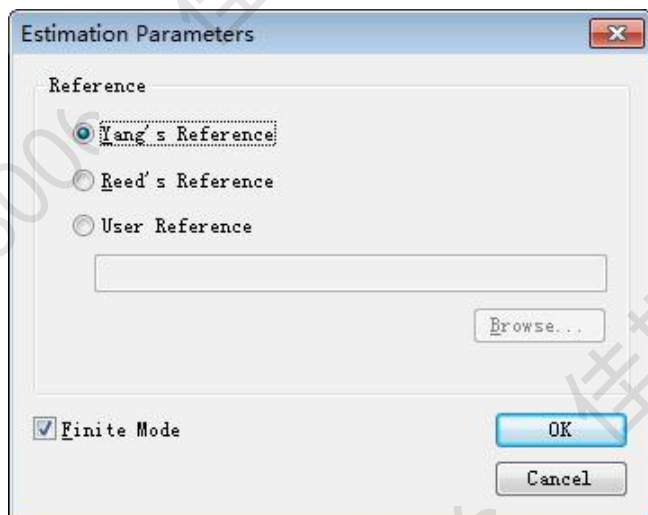 Estimation Parameters
Reference
Yang's Reference
Reed's Reference
User Reference
Browse...
Finite Mode
OK
Cancel